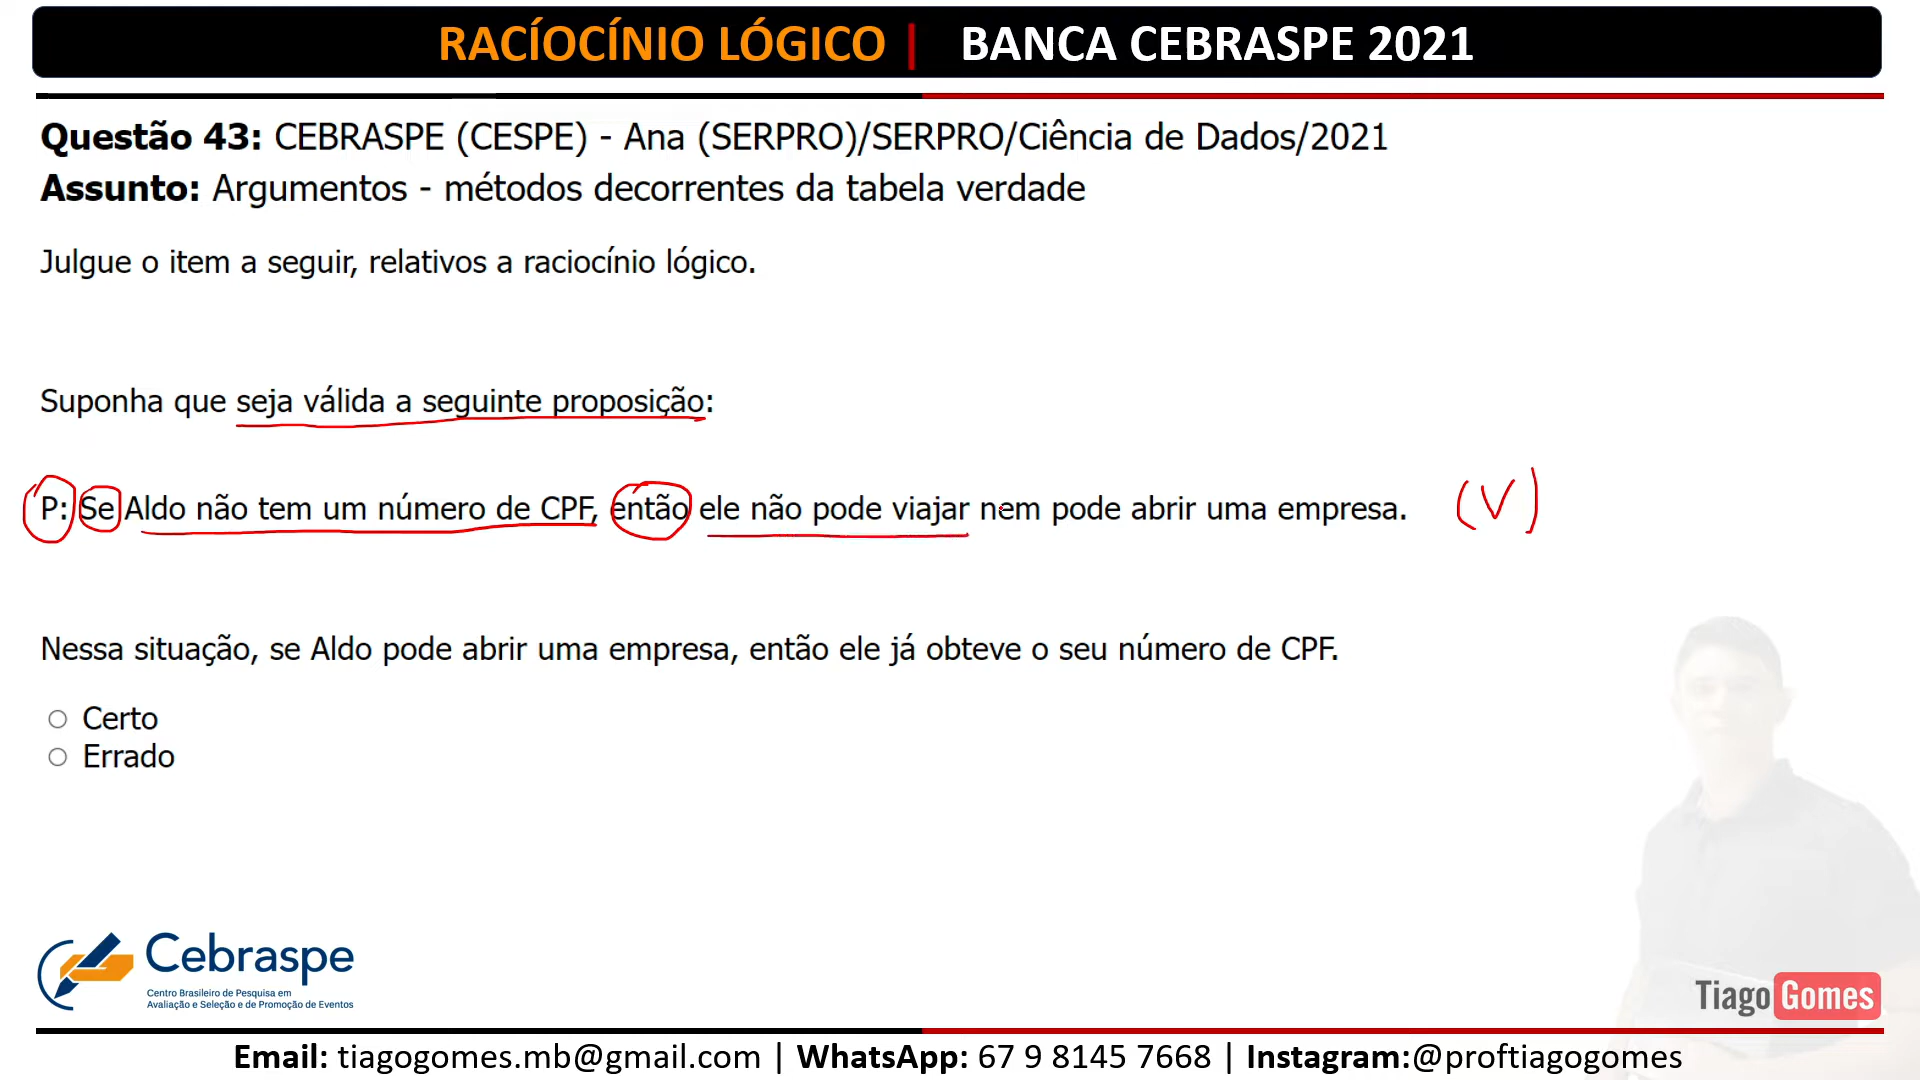 RACÍOCÍNIO LÓGICO | BANCA CEBRASPE 2021
Questão 43: CEBRASPE (CESPE) - Ana (SERPRO)/SERPRO/Ciência de Dados/2021
Assunto: Argumentos - métodos decorrentes da tabela verdade
Julgue o item a seguir, relativos a raciocínio lógico.
Suponha que seja válida a seguinte proposição:
P: Se Aldo não tem um número de CPF, então ele não pode viajar nem pode abrir uma empresa. (V)
Nessa situação, se Aldo pode abrir uma empresa, então ele já obteve o seu número de CPF.
Certo
Errado
Cebraspe
Centro Brasileiro de Pesquisa em
Avaliação e Seleção e de Promoção de Eventos
Tiago Gomes
Email: tiagogomes.mb@gmail.com | WhatsApp: 67 9 8145 7668 | Instagram:@proftiagogomes